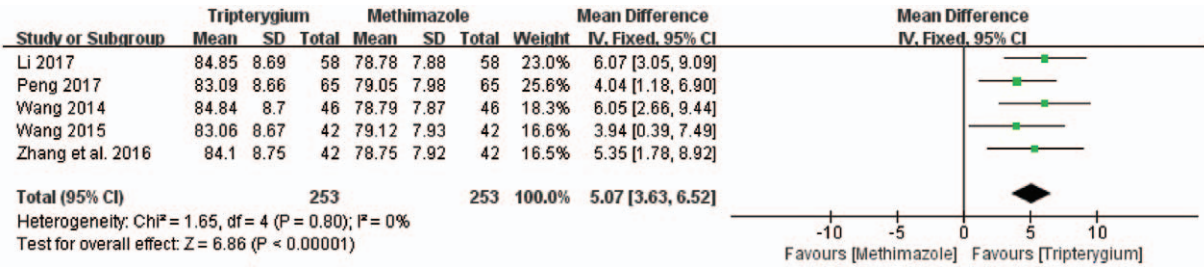 Tripterygium Methimazole Mean Difference Mean Difference
Study or Subgroup Mean SD Total Mean SD Total Weight IV, Fixed, 95% CI IV, Fixed, 95% CI
Li 2017 84.85 8.69 58 78.78 7.88 58 23.0% 6.07 [3.05, 9.09]
Peng 2017 83.09 8.66 65 79.05 7.98 65 25.6% 4.04 [1.18, 6.90]
Wang 2014 84.84 8.7 46 78.79 7.87 46 18.3% 6.05 [2.66, 9.44]
Wang 2015 83.06 8.67 42 79.12 7.93 42 16.6% 3.94 [0.39, 7.49]
Zhang et al. 2016 84.1 8.75 42 78.75 7.92 42 16.5% 5.35 [1.78, 8.92]
Total (95% CI) 253 253 100.0% 5.07 [3.63, 6.52]
Heterogeneity: Chi² = 1.65, df = 4 (P = 0.80); I² = 0%
Test for overall effect: Z = 6.86 (P < 0.00001)
-10 -5 0 5 10
Favours [Methimazole] Favours [Tripterygium]